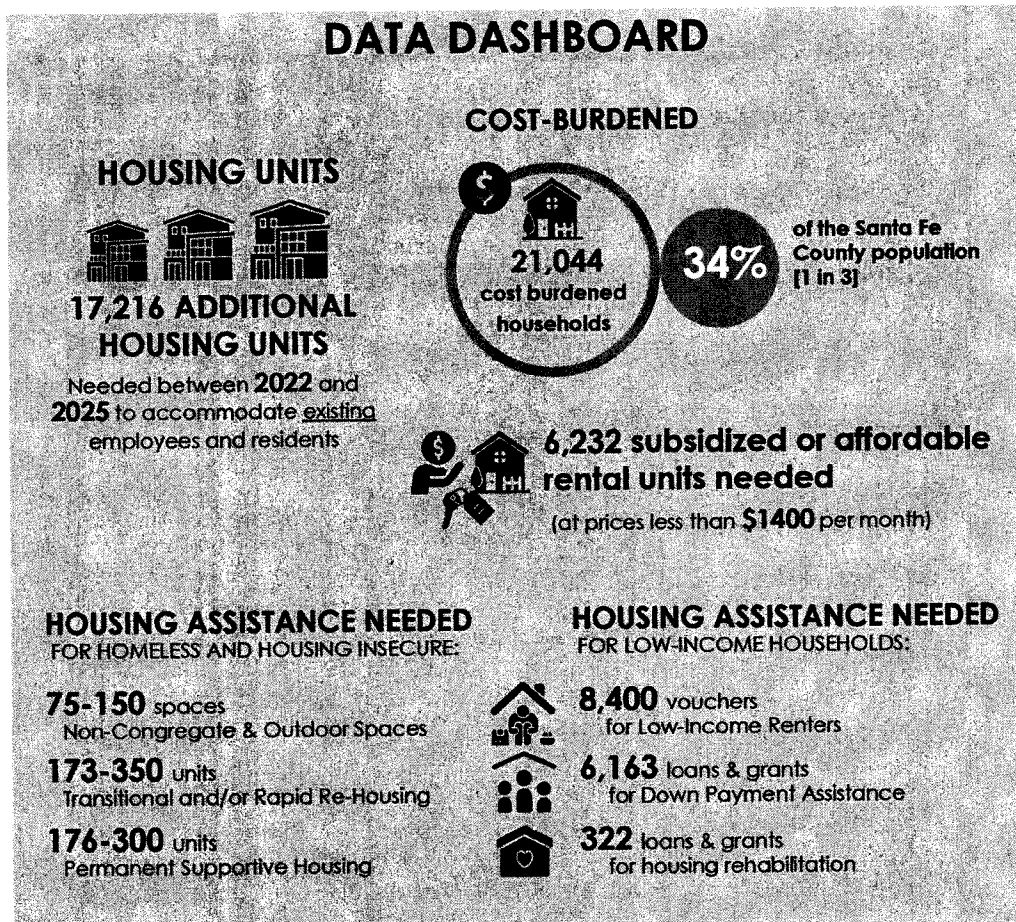 DATA DASHBOARD
HOUSING UNITS
17,216 ADDITIONAL
HOUSING UNITS
Needed between 2022 and
2025 to accommodate existing
employees and residents
COST-BURDENED
$
21,044
cost burdened
households
34%
of the Santa Fe
County population
[1 in 3]
$
6,232 subsidized or affordable
rental units needed
(at prices less than $1400 per month)
HOUSING ASSISTANCE NEEDED
FOR HOMELESS AND HOUSING INSECURE:
75-150 spaces
Non-Congregate & Outdoor Spaces
173-350 units
Transitional and/or Rapid Re-Housing
176-300 units
Permanent Supportive Housing
HOUSING ASSISTANCE NEEDED
FOR LOW-INCOME HOUSEHOLDS:
8,400 vouchers
for Low-Income Renters
6,163 loans & grants
for Down Payment Assistance
322 loans & grants
for housing rehabilitation